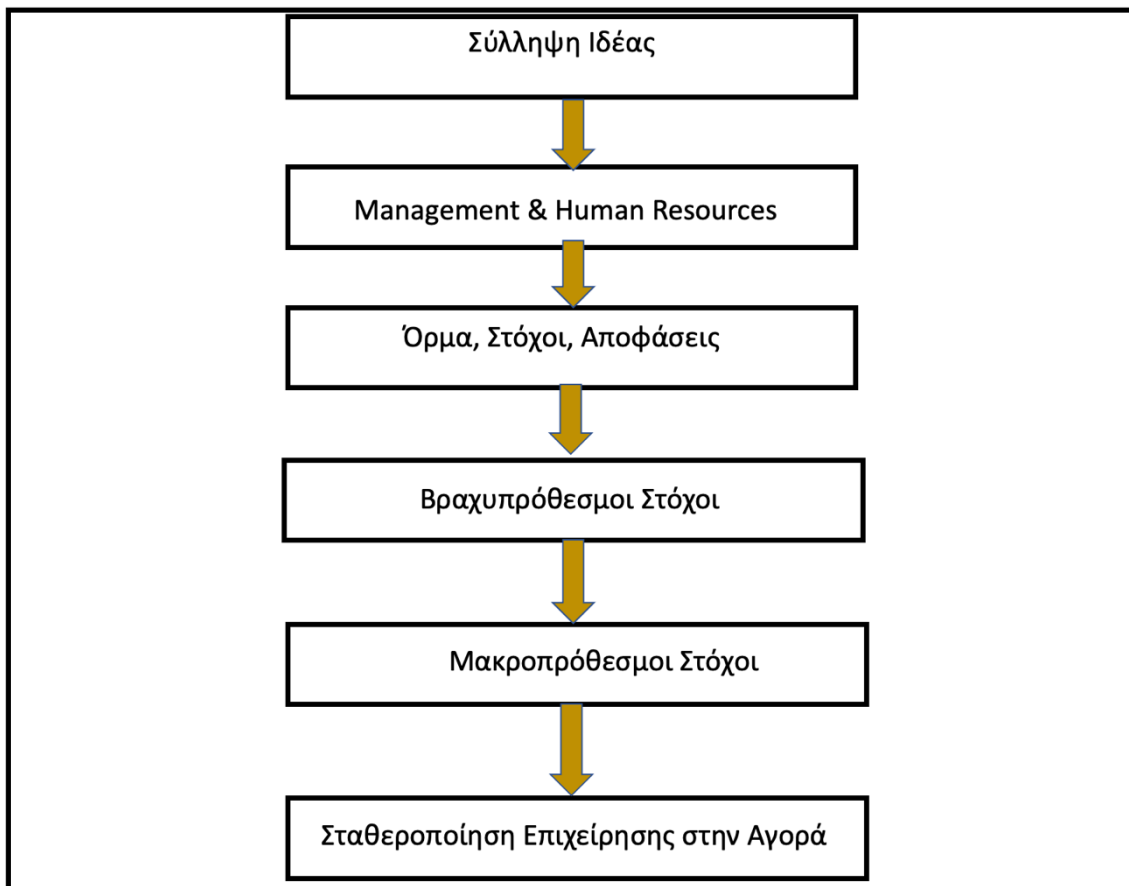 Σύλληψη Ιδέας
Management & Human Resources
Όρμα, Στόχοι, Αποφάσεις
Βραχυπρόθεσμοι Στόχοι
Μακροπρόθεσμοι Στόχοι
Σταθεροποίηση Επιχείρησης στην Αγορά